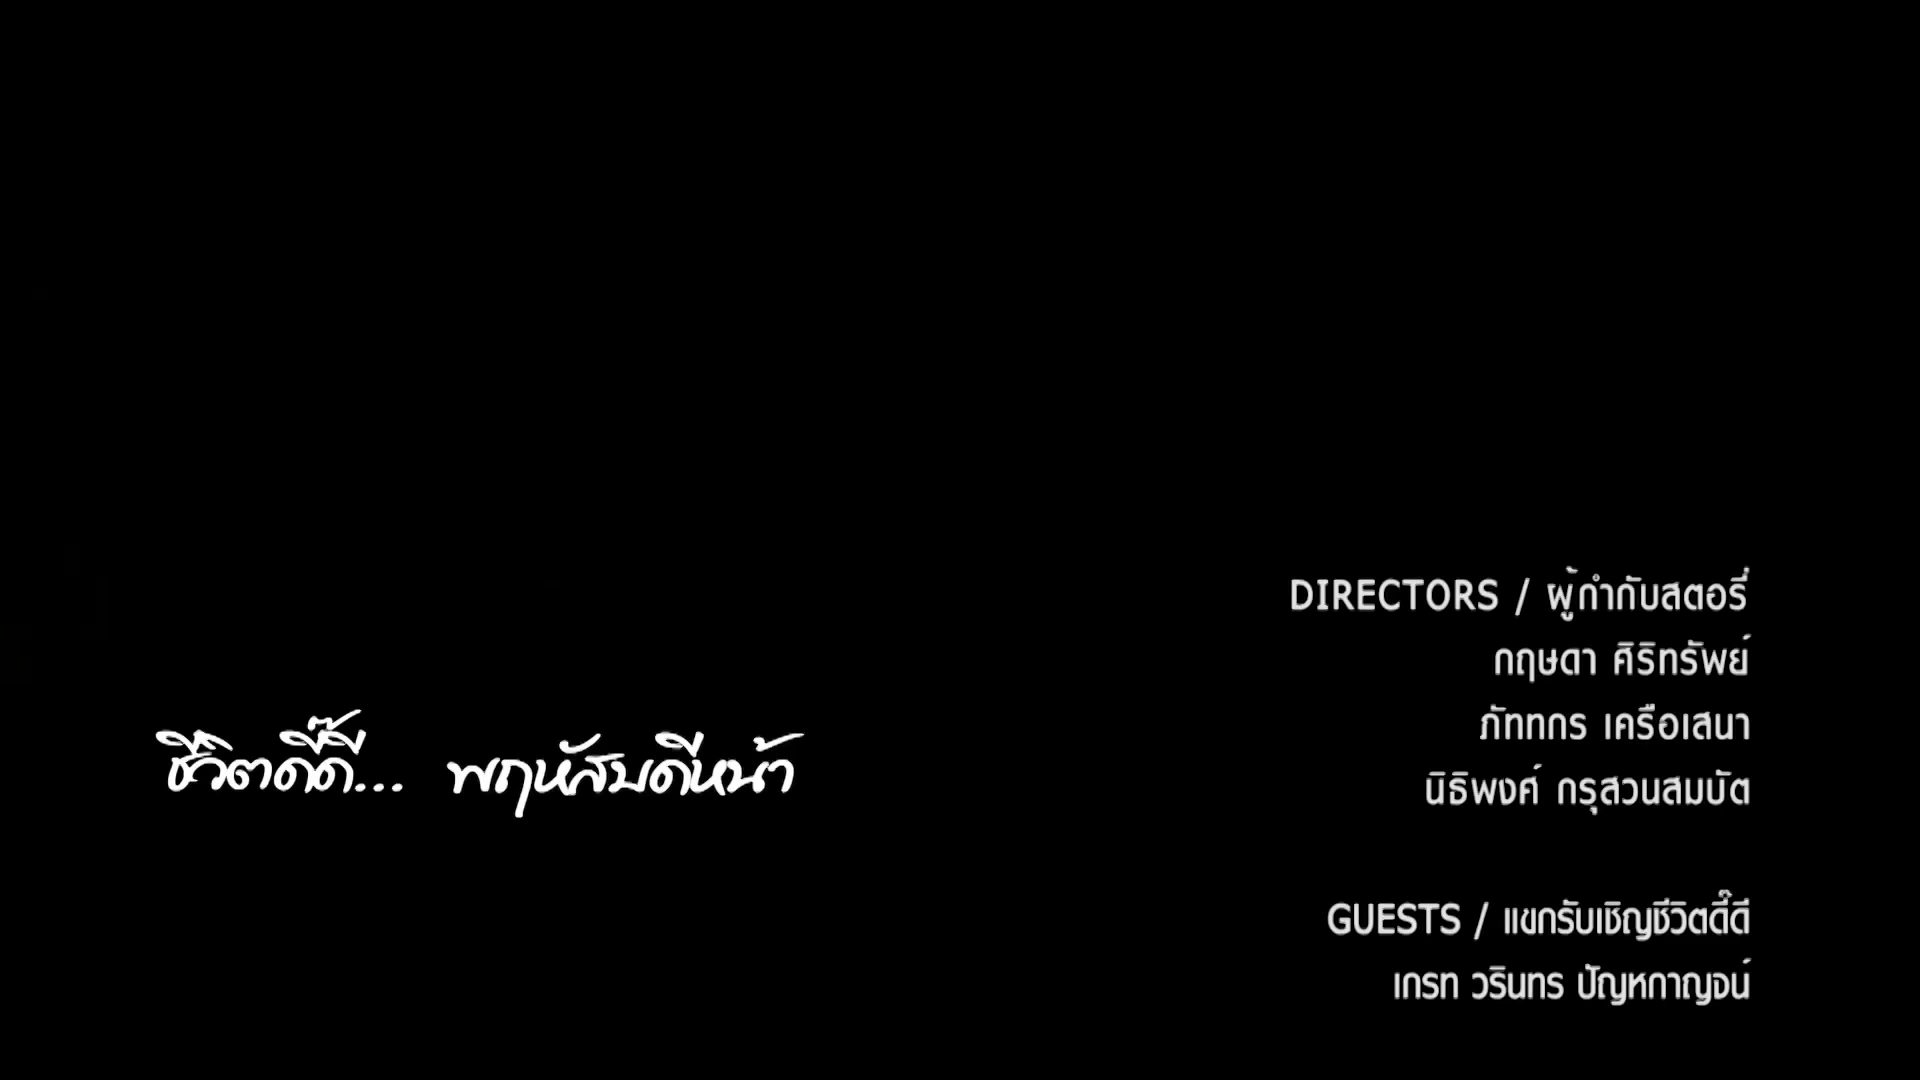 ชีวิตดี๊ดี... พฤหัสบดีหน้า
DIRECTORS / ผู้กำกับสตอรี่
กฤษดา ศิริทรัพย์
ภัททกร เครือเสนา
นิธิพงศ์ กรุสวนสมบัต
GUESTS / แขกรับเชิญชีวิตดี๊ดี
เกรท วรินทร ปัญหกาญจน์